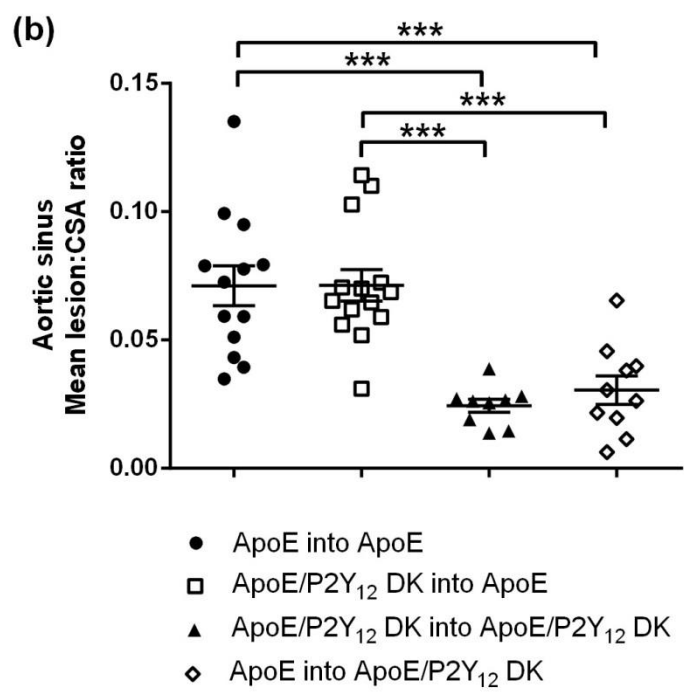 (b)
***
***
***
***
0.15
0.10
0.05
0.00
Aortic sinus
Mean lesion:CSA ratio
ApoE into ApoE
ApoE/P2Y₁₂ DK into ApoE
ApoE/P2Y₁₂ DK into ApoE/P2Y₁₂ DK
ApoE into ApoE/P2Y₁₂ DK